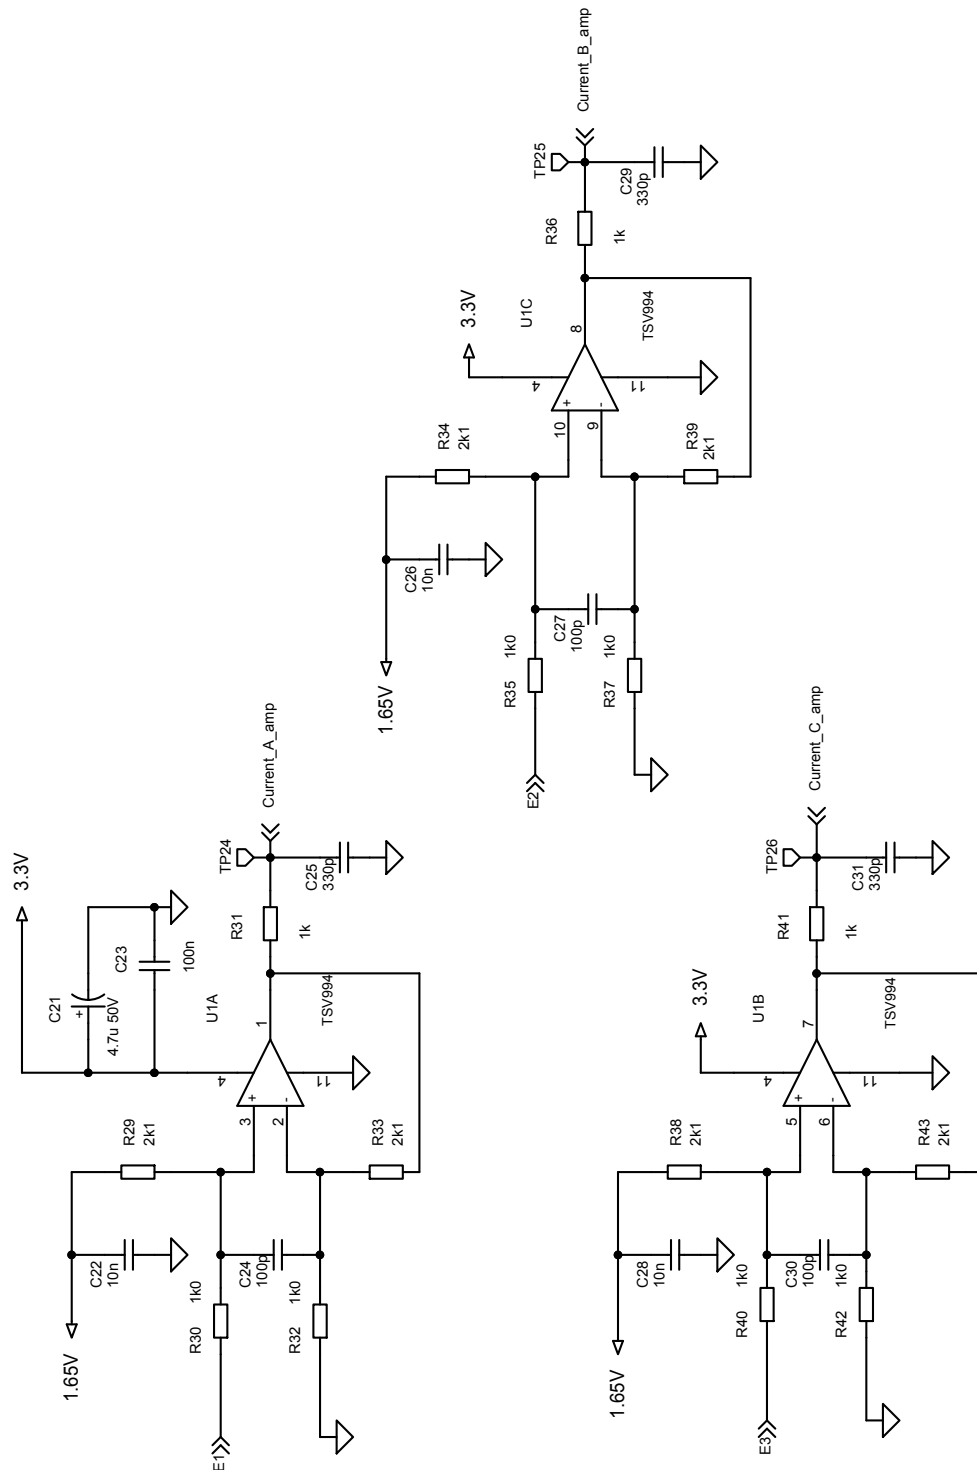 Current_B_amp
TP25
C29
330p
R36
1k
3.3V
U1C
8
TSV994
4
11
+
-
10
9
R34
2k1
R39
2k1
C26
10n
C27
100p
1.65V
1k0
R35
1k0
R37
E2
3.3V
C21
+
4.7u 50V
C23
100n
Current_A_amp
TP24
C25
330p
R31
1k
U1A
1
TSV994
4
11
+
-
3
2
R29
2k1
R33
2k1
C22
10n
C24
100p
1.65V
1k0
R30
1k0
R32
E1
Current_C_amp
TP26
C31
330p
R41
1k
3.3V
U1B
7
TSV994
4
11
+
-
5
6
R38
2k1
R43
2k1
C28
10n
C30
100p
1.65V
1k0
R40
1k0
R42
E3